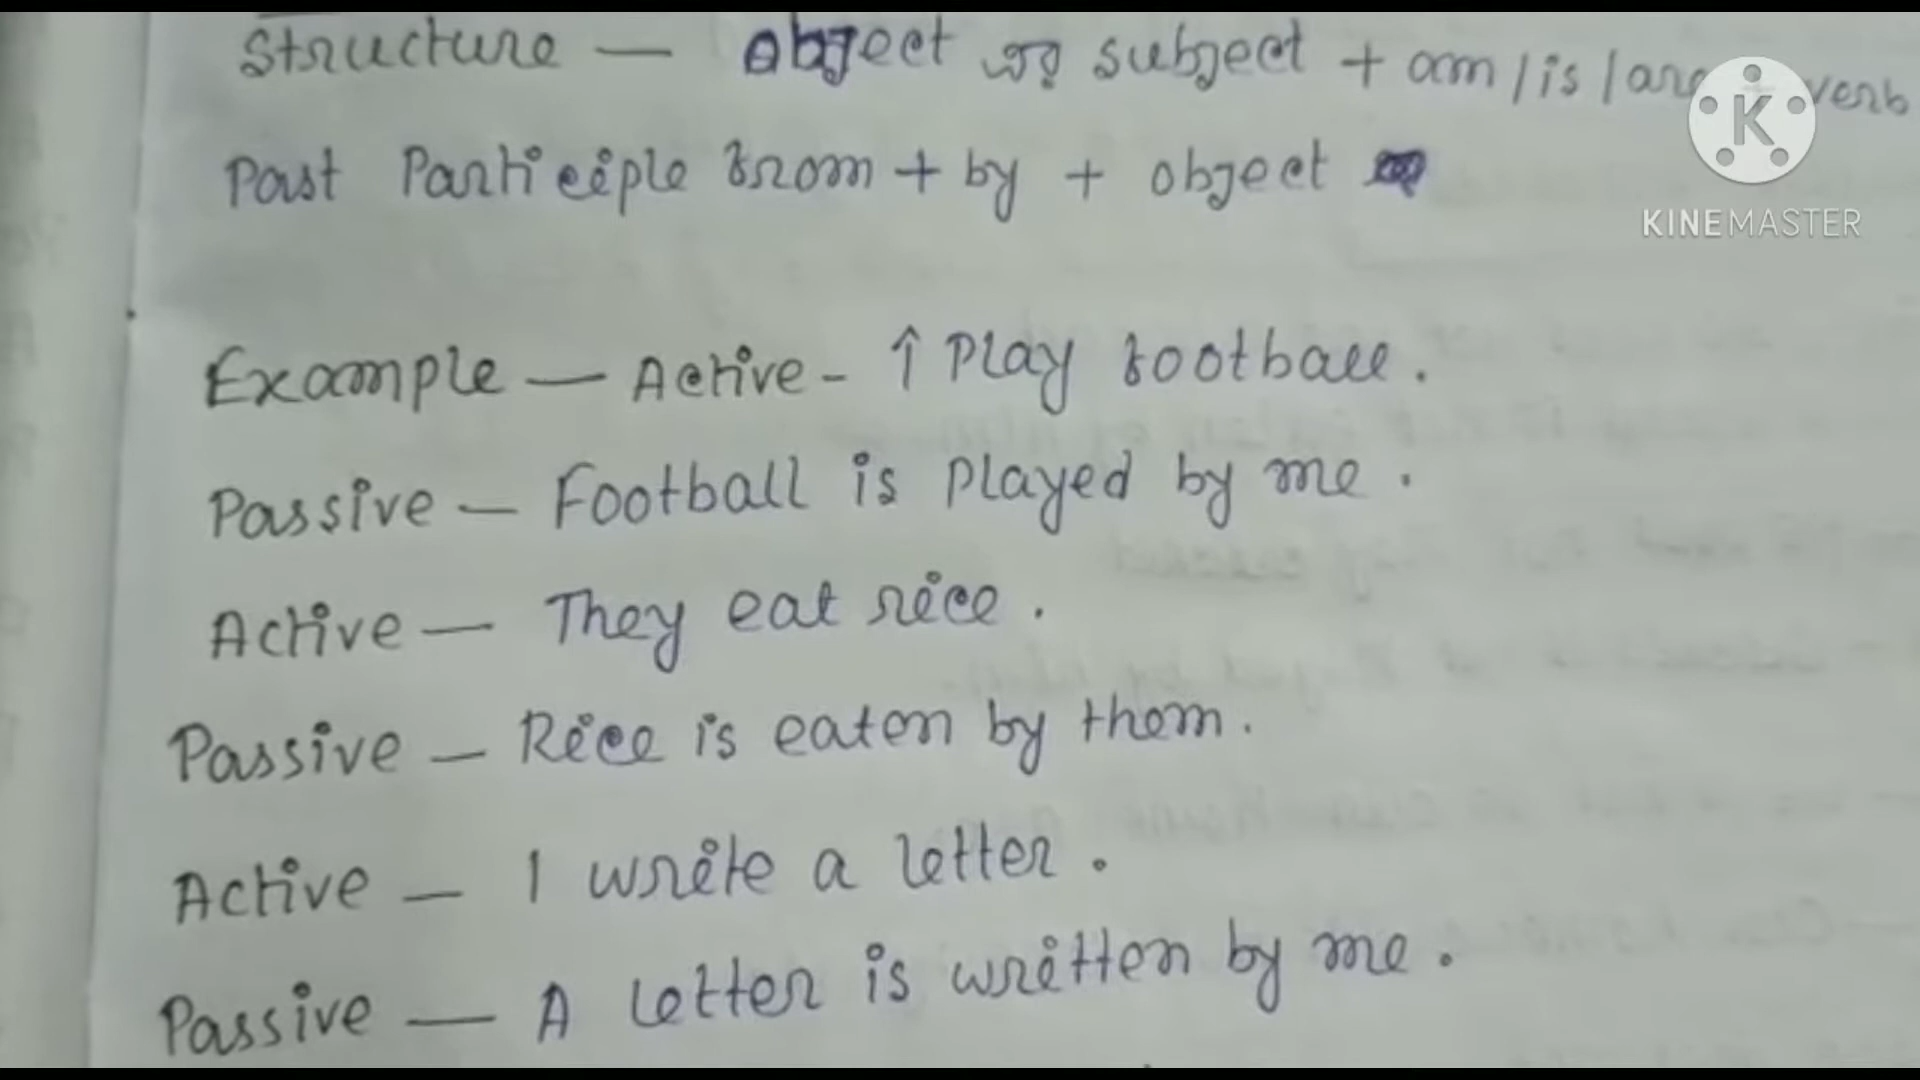 Structure — object এর subject + am/is/are + verb
Past Participle from + by + object
KINEMASTER
Example — Active - I Play football.
Passive — Football is Played by me.
Active — They eat rice.
Passive — Rice is eaten by them.
Active — I write a letter.
Passive — A letter is written by me.